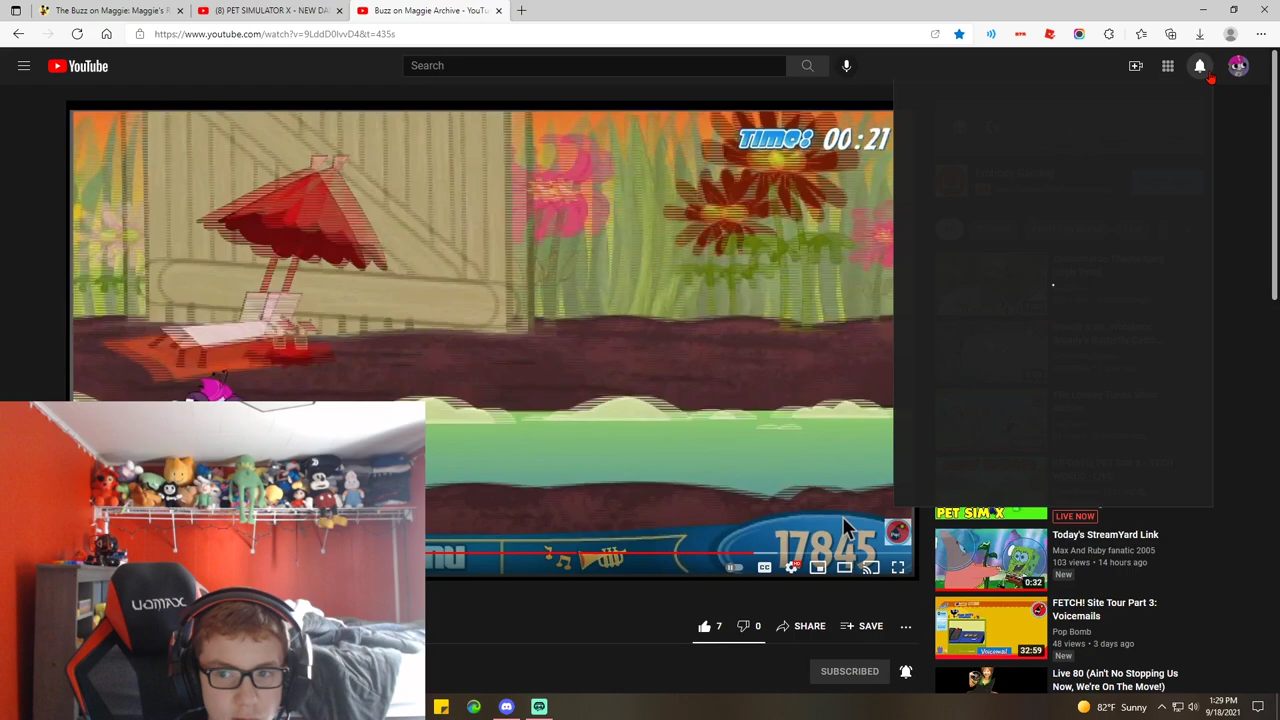 The Buzz on Maggie: Maggie's R
(8) PET SIMULATOR X - NEW DA
Buzz on Maggie Archive - YouTu
https://www.youtube.com/watch?v=9LddD0lvvD4&t=435s
YouTube
Search
TIME: 00:21
17845
CC
HD
7
0
SHARE
SAVE
SUBSCRIBED
PET SIM X
LIVE NOW
Today's StreamYard Link
Max And Ruby fanatic 2005
103 views • 14 hours ago
New
0:32
FETCH! Site Tour Part 3:
Voicemails
Pop Bomb
48 views • 3 days ago
New
Voicemail
32:59
Live 80 (Ain't No Stopping Us
Now, We're On The Move!)
UOMAX
82°F Sunny
1:29 PM
9/18/2021